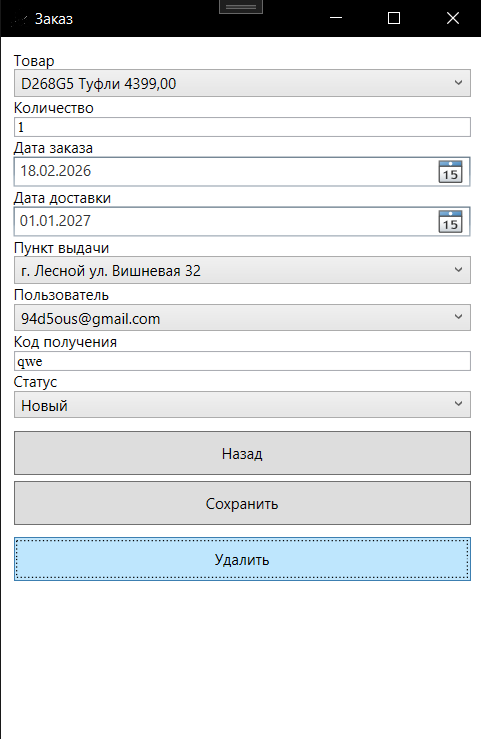 Заказ
Товар
D268G5 Туфли 4399,00
Количество
1
Дата заказа
18.02.2026
15
Дата доставки
01.01.2027
15
Пункт выдачи
г. Лесной ул. Вишневая 32
Пользователь
94d5ous@gmail.com
Код получения
qwe
Статус
Новый
Назад
Сохранить
Удалить